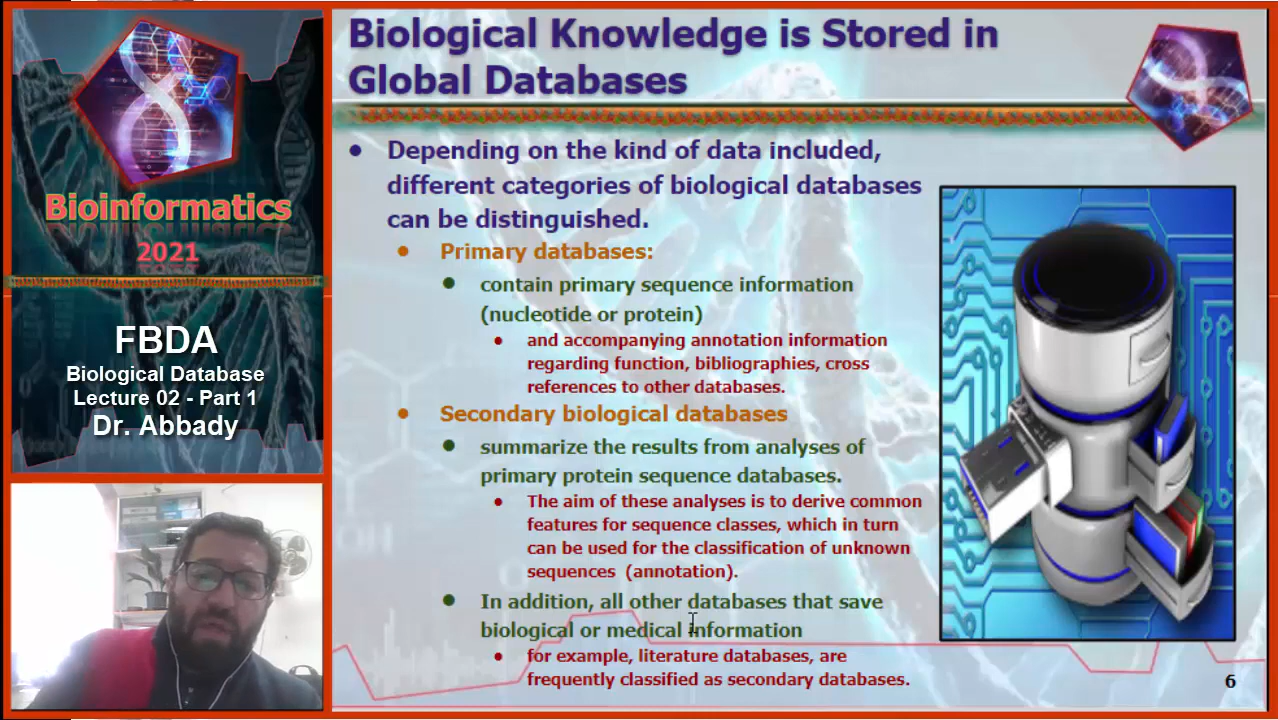 Biological Knowledge is Stored in
Global Databases
Bioinformatics
2021
FBDA
Biological Database
Lecture 02 - Part 1
Dr. Abbady
• Depending on the kind of data included,
different categories of biological databases
can be distinguished.
• Primary databases:
• contain primary sequence information
(nucleotide or protein)
• and accompanying annotation information
regarding function, bibliographies, cross
references to other databases.
• Secondary biological databases
• summarize the results from analyses of
primary protein sequence databases.
• The aim of these analyses is to derive common
features for sequence classes, which in turn
can be used for the classification of unknown
sequences (annotation).
• In addition, all other databases that save
biological or medical information
• for example, literature databases, are
frequently classified as secondary databases.
6